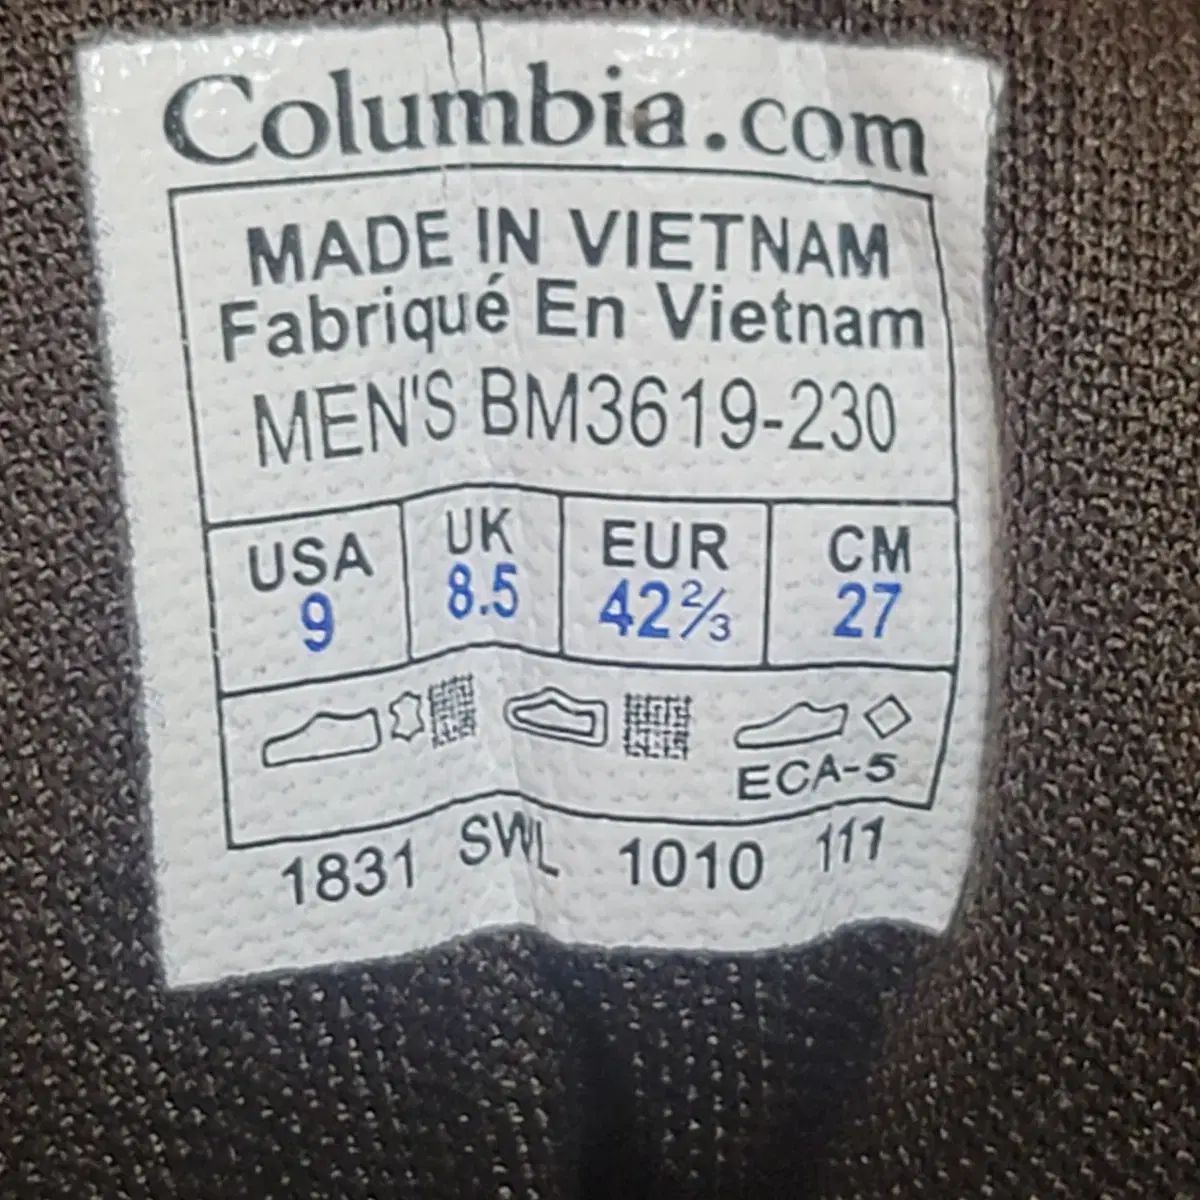 Columbia.com
MADE IN VIETNAM
Fabriqué En Vietnam
MEN'S BM3619-230
USA UK EUR CM
9 8.5 42⅔ 27
ECA-5
1831 SWL 1010 111